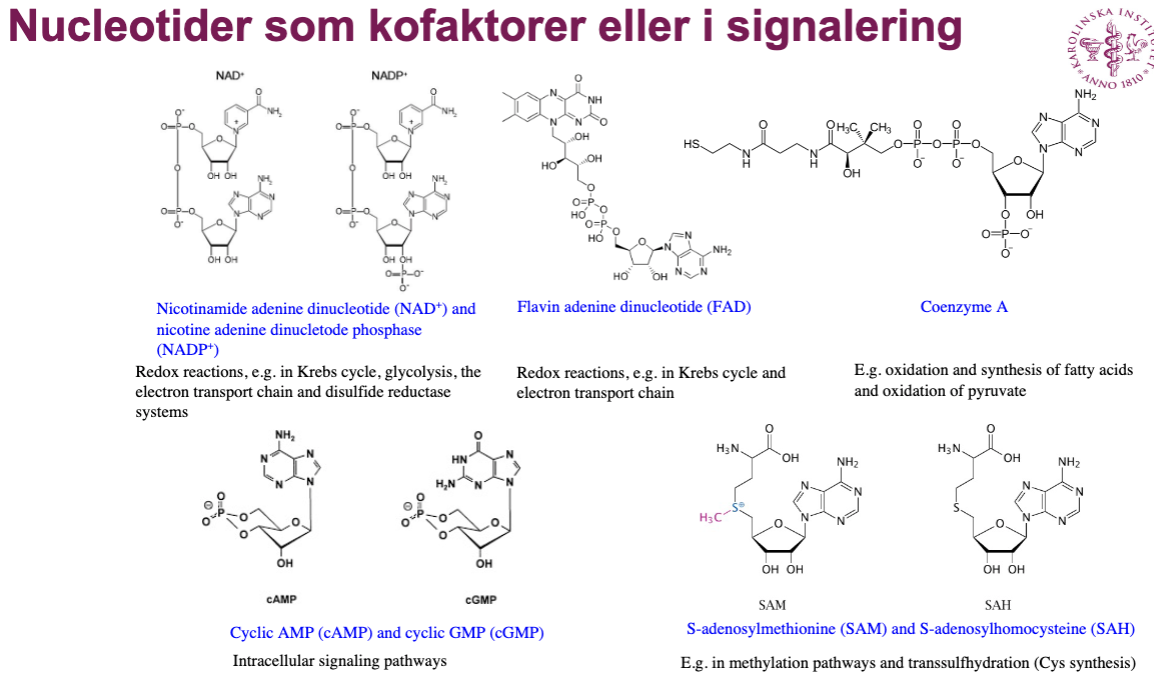 Nucleotider som kofaktorer eller i signalering
KAROLINSKA INSTITUTET
ANNO 1810
NAD⁺
NADP⁺
Nicotinamide adenine dinucleotide (NAD⁺) and
nicotine adenine dinucletode phosphase
(NADP⁺)
Redox reactions, e.g. in Krebs cycle, glycolysis, the
electron transport chain and disulfide reductase
systems
Flavin adenine dinucleotide (FAD)
Redox reactions, e.g. in Krebs cycle and
electron transport chain
Coenzyme A
E.g. oxidation and synthesis of fatty acids
and oxidation of pyruvate
cAMP
cGMP
Cyclic AMP (cAMP) and cyclic GMP (cGMP)
Intracellular signaling pathways
SAM
SAH
S-adenosylmethionine (SAM) and S-adenosylhomocysteine (SAH)
E.g. in methylation pathways and transsulfhydration (Cys synthesis)